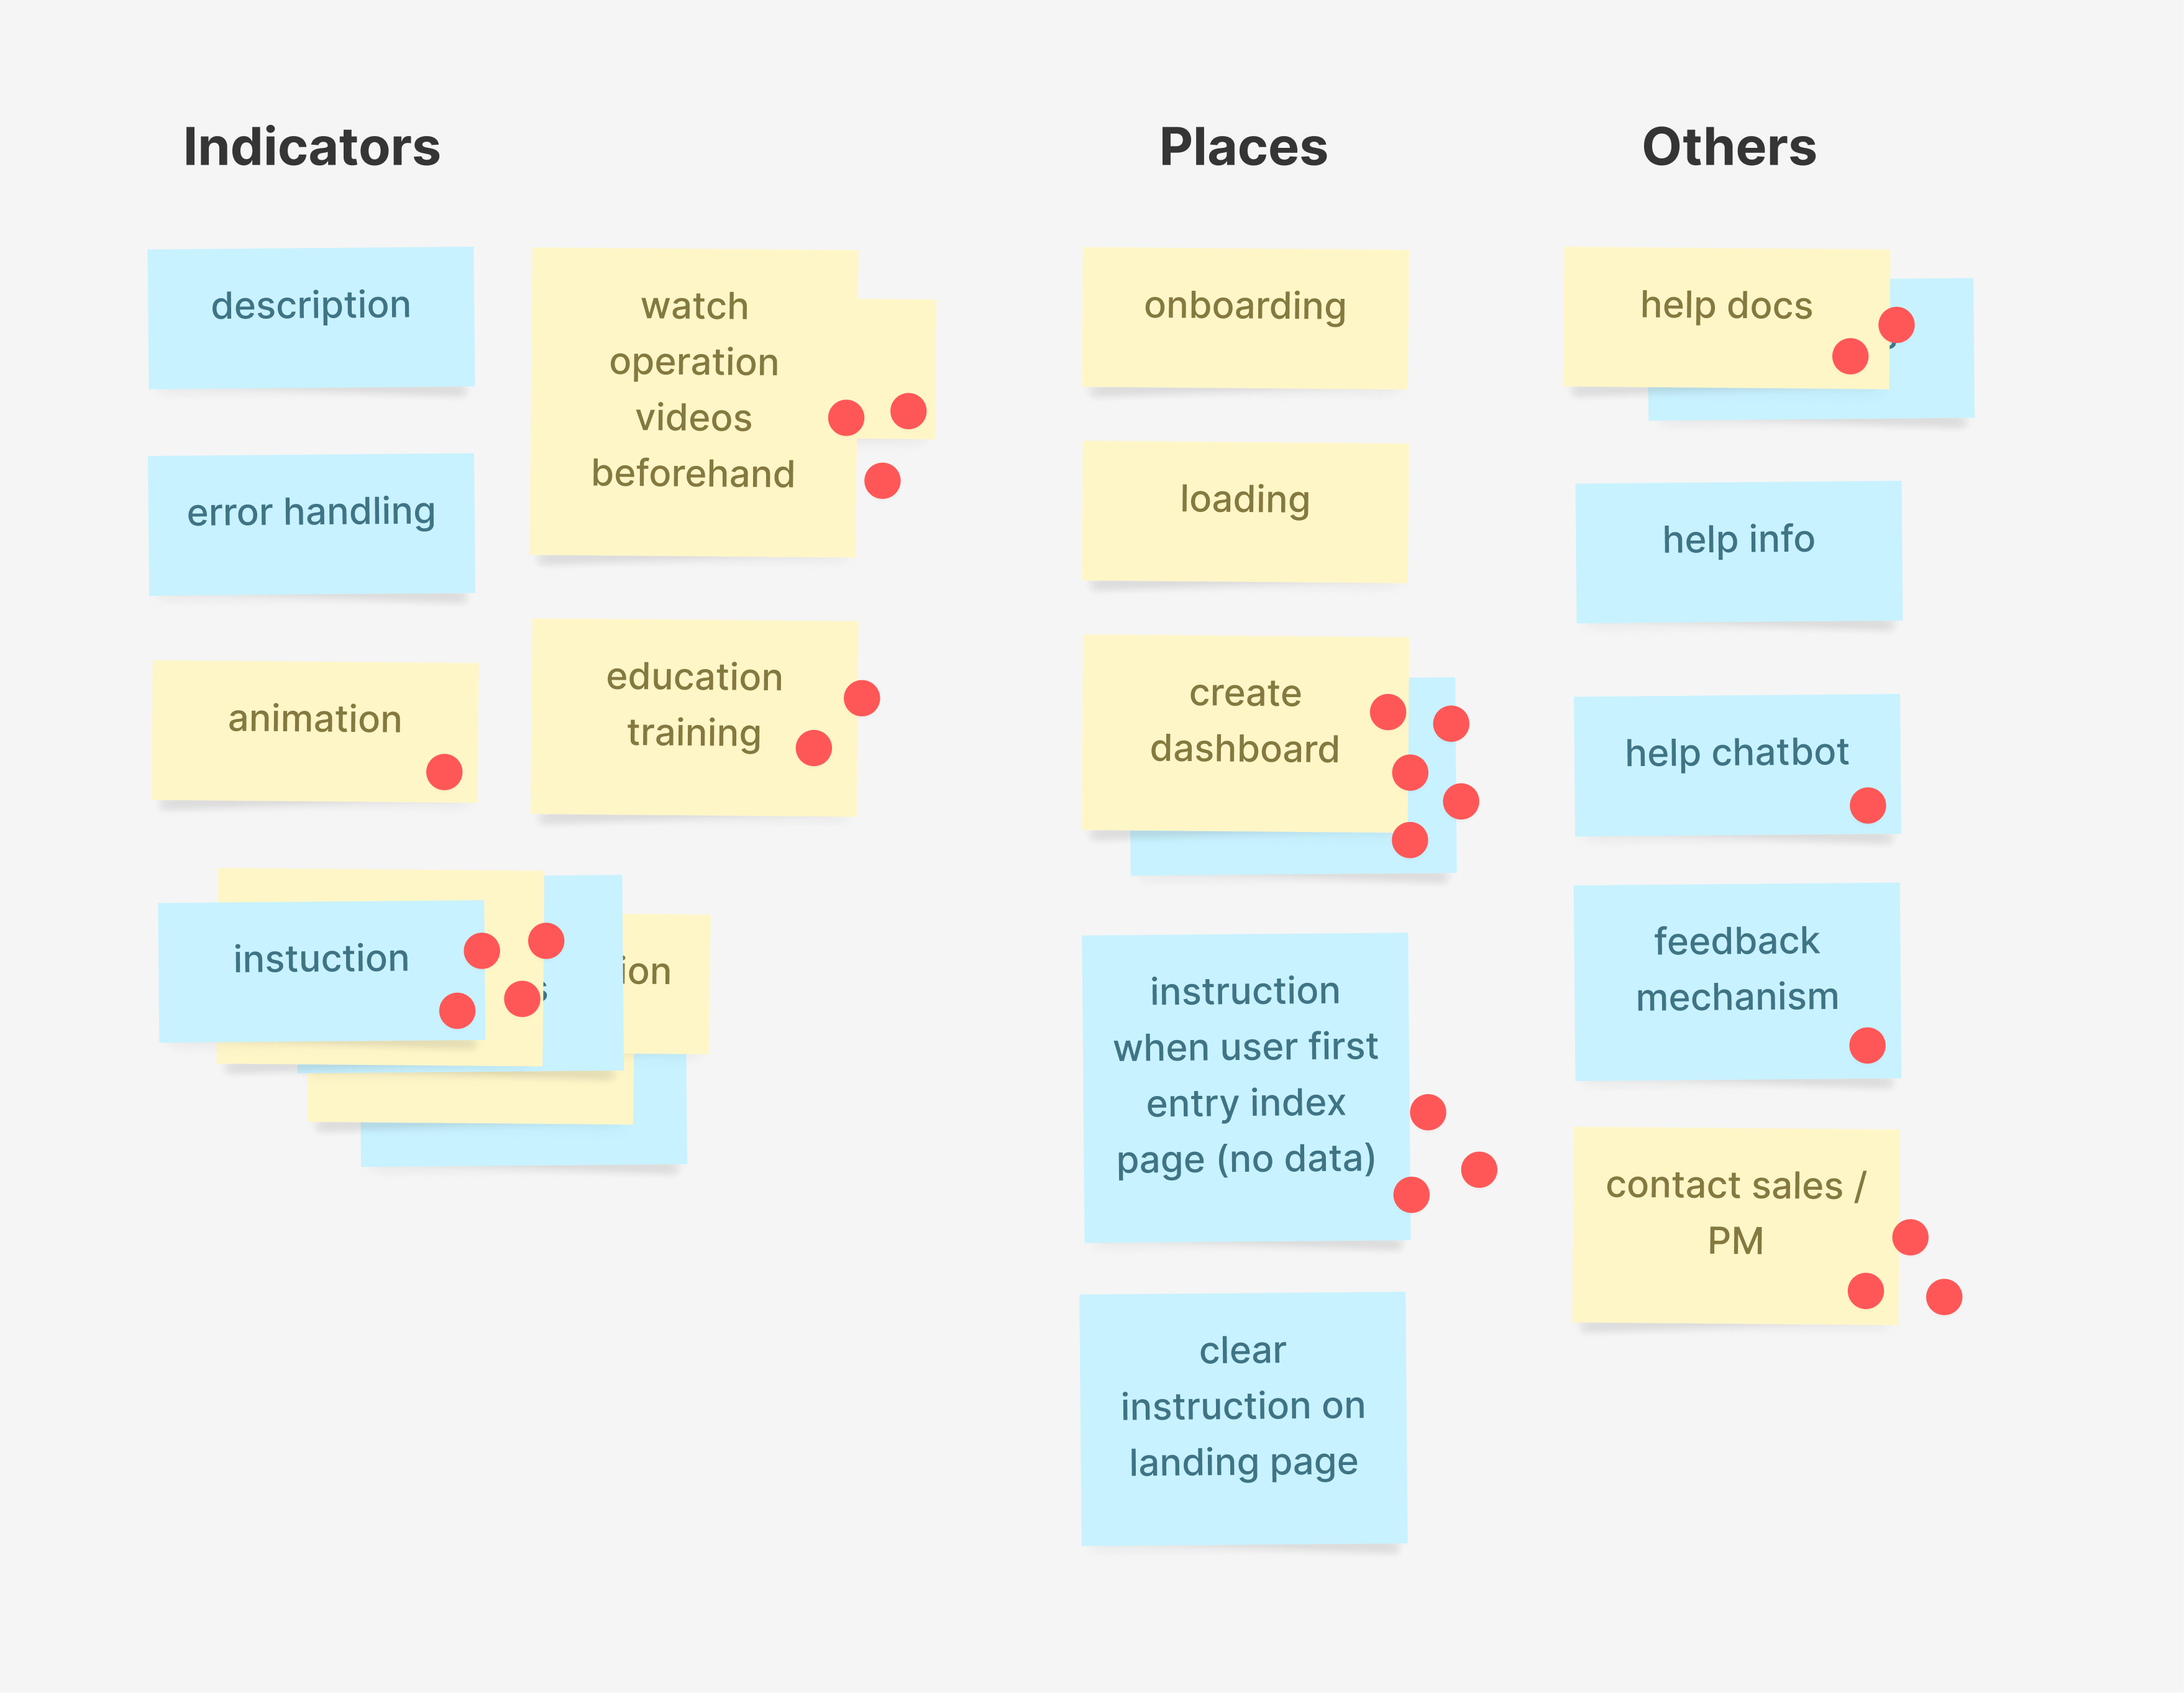 Indicators
description
error handling
animation
instuction
watch
operation
videos
beforehand
education
training
Places
onboarding
loading
create
dashboard
instruction
when user first
entry index
page (no data)
clear
instruction on
landing page
Others
help docs
help info
help chatbot
feedback
mechanism
contact sales /
PM